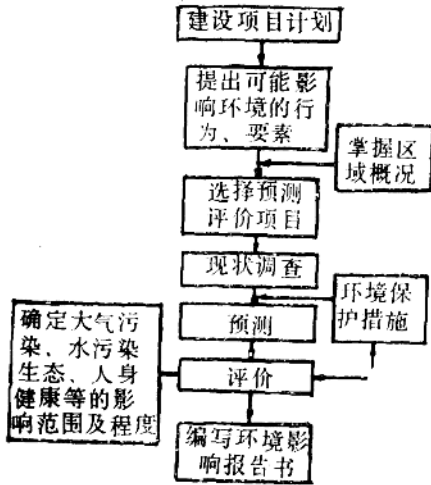 建设项目计划
提出可能影
响环境的行
为、要素
掌握区
域概况
选择预测
评价项目
现状调查
环境保
护措施
预测
确定大气污
染、水污染
生态、人身
健康等的影
响范围及程度
评价
编写环境影
响报告书